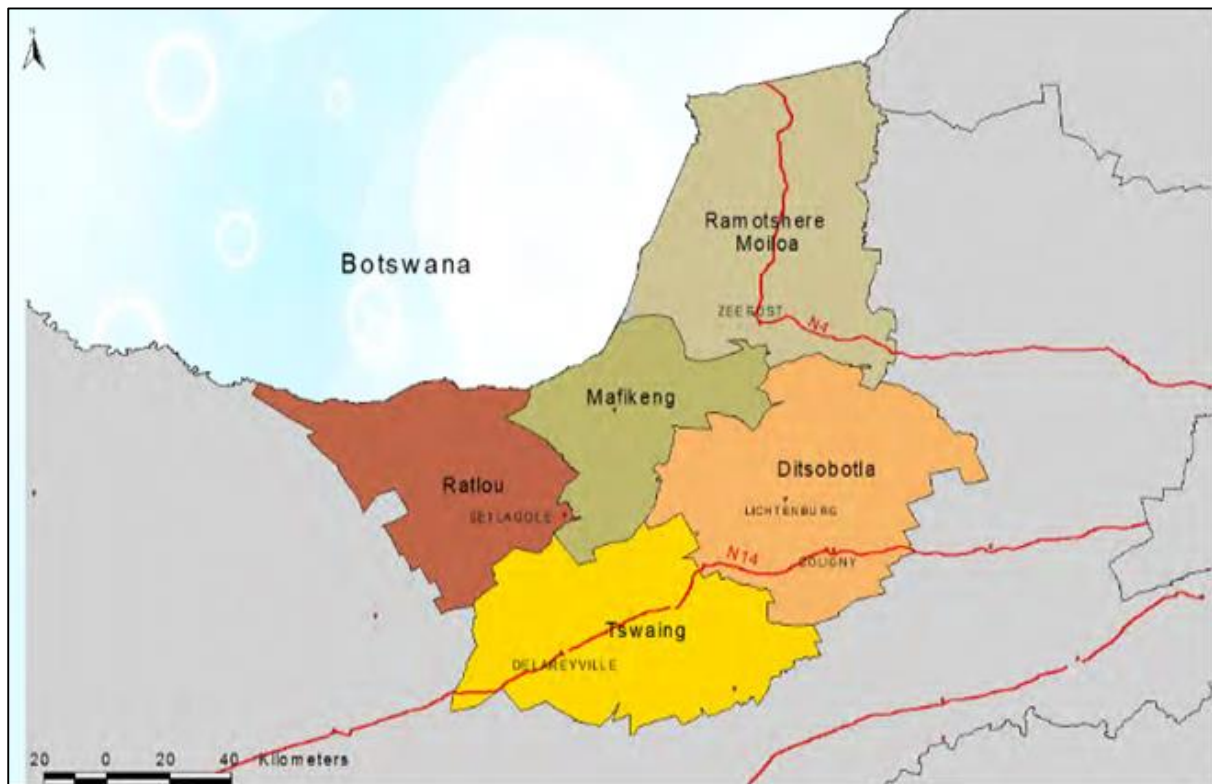 N
Botswana
Ramotshere
Moiloa
ZEERUST
N4
Mafikeng
Ratlou
SETLAGOLE
Ditsobotla
LICHTENBURG
N14
COLIGNY
Tswaing
DELAREYVILLE
20 0 20 40 Kilometers